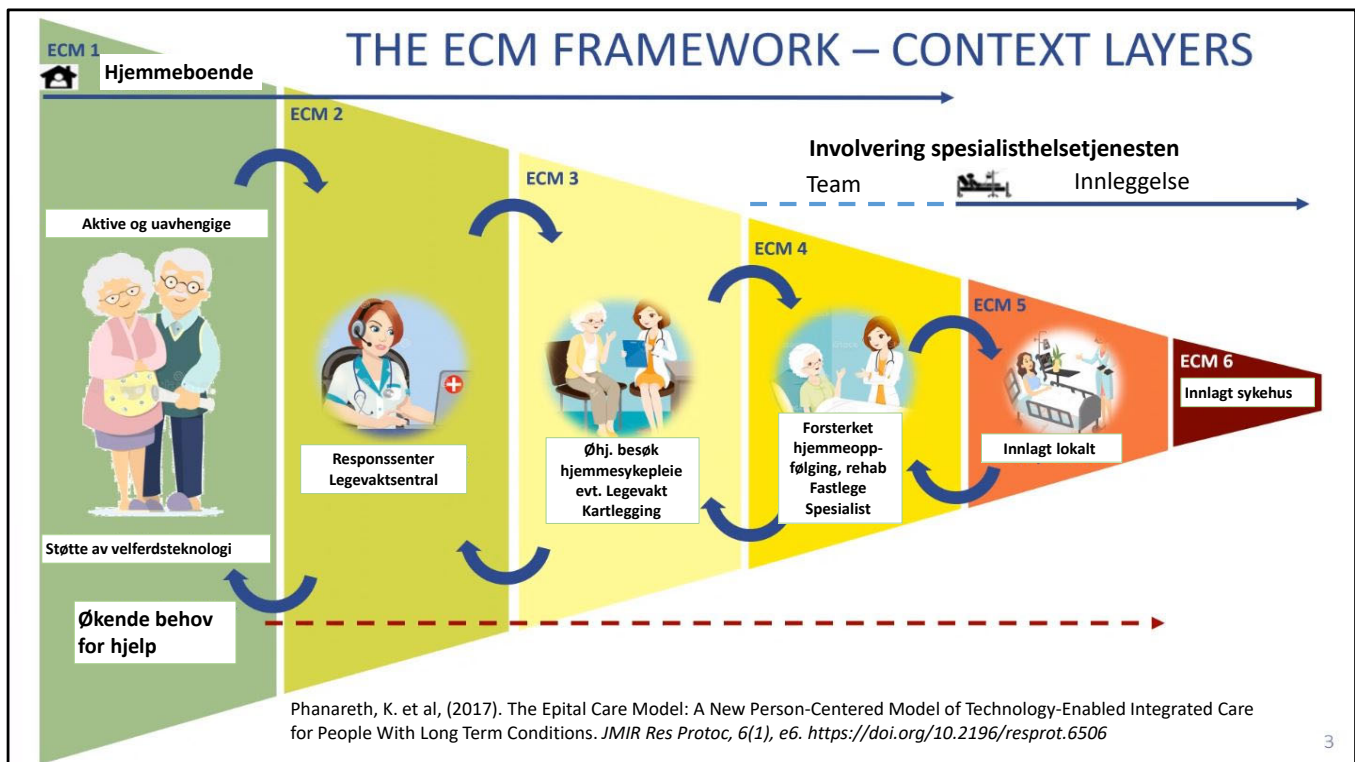 THE ECM FRAMEWORK – CONTEXT LAYERS
ECM 1
Hjemmeboende
ECM 2
Involvering spesialisthelsetjenesten
Team
Innleggelse
ECM 3
ECM 4
ECM 5
ECM 6
Aktive og uavhengige
Støtte av velferdsteknologi
Responssenter
Legevaktsentral
Øhj. besøk
hjemmesykepleie
evt. Legevakt
Kartlegging
Forsterket
hjemmeopp-
følging, rehab
Fastlege
Spesialist
Innlagt lokalt
Innlagt sykehus
Økende behov
for hjelp
Phanareth, K. et al, (2017). The Epital Care Model: A New Person-Centered Model of Technology-Enabled Integrated Care
for People With Long Term Conditions. JMIR Res Protoc, 6(1), e6. https://doi.org/10.2196/resprot.6506
3